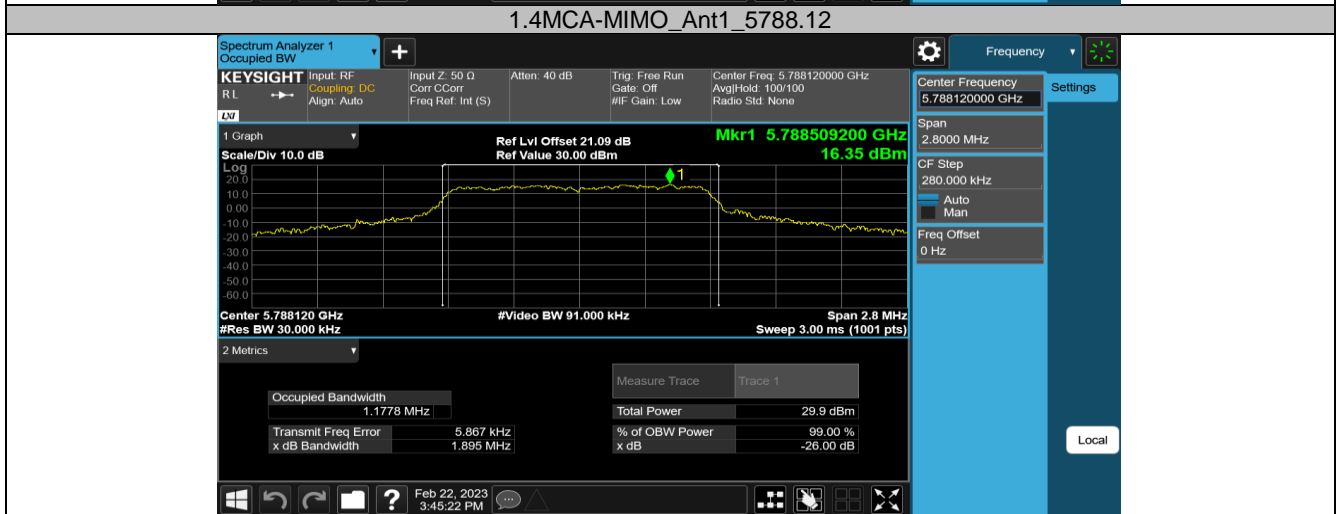 1.4MCA-MIMO_Ant1_5788.12
Spectrum Analyzer 1
Occupied BW
+
Frequency
KEYSIGHT
R L
LXI
Input: RF
Coupling: DC
Align: Auto
Input Z: 50 Ω
Corr CCorr
Freq Ref: Int (S)
Atten: 40 dB
Trig: Free Run
Gate: Off
#IF Gain: Low
Center Freq: 5.788120000 GHz
Avg|Hold: 100/100
Radio Std: None
Center Frequency
5.788120000 GHz
Settings
Span
2.8000 MHz
CF Step
280.000 kHz
Auto
Man
Freq Offset
0 Hz
Local
1 Graph
Scale/Div 10.0 dB
Ref Lvl Offset 21.09 dB
Ref Value 30.00 dBm
Mkr1 5.788509200 GHz
16.35 dBm
Log
20.0
10.0
0.00
-10.0
-20.0
-30.0
-40.0
-50.0
-60.0
1
Center 5.788120 GHz
#Res BW 30.000 kHz
#Video BW 91.000 kHz
Span 2.8 MHz
Sweep 3.00 ms (1001 pts)
2 Metrics
Measure Trace Trace 1
Occupied Bandwidth
1.1778 MHz
Total Power 29.9 dBm
Transmit Freq Error 5.867 kHz
% of OBW Power 99.00 %
x dB Bandwidth 1.895 MHz
x dB -26.00 dB
?
Feb 22, 2023
3:45:22 PM